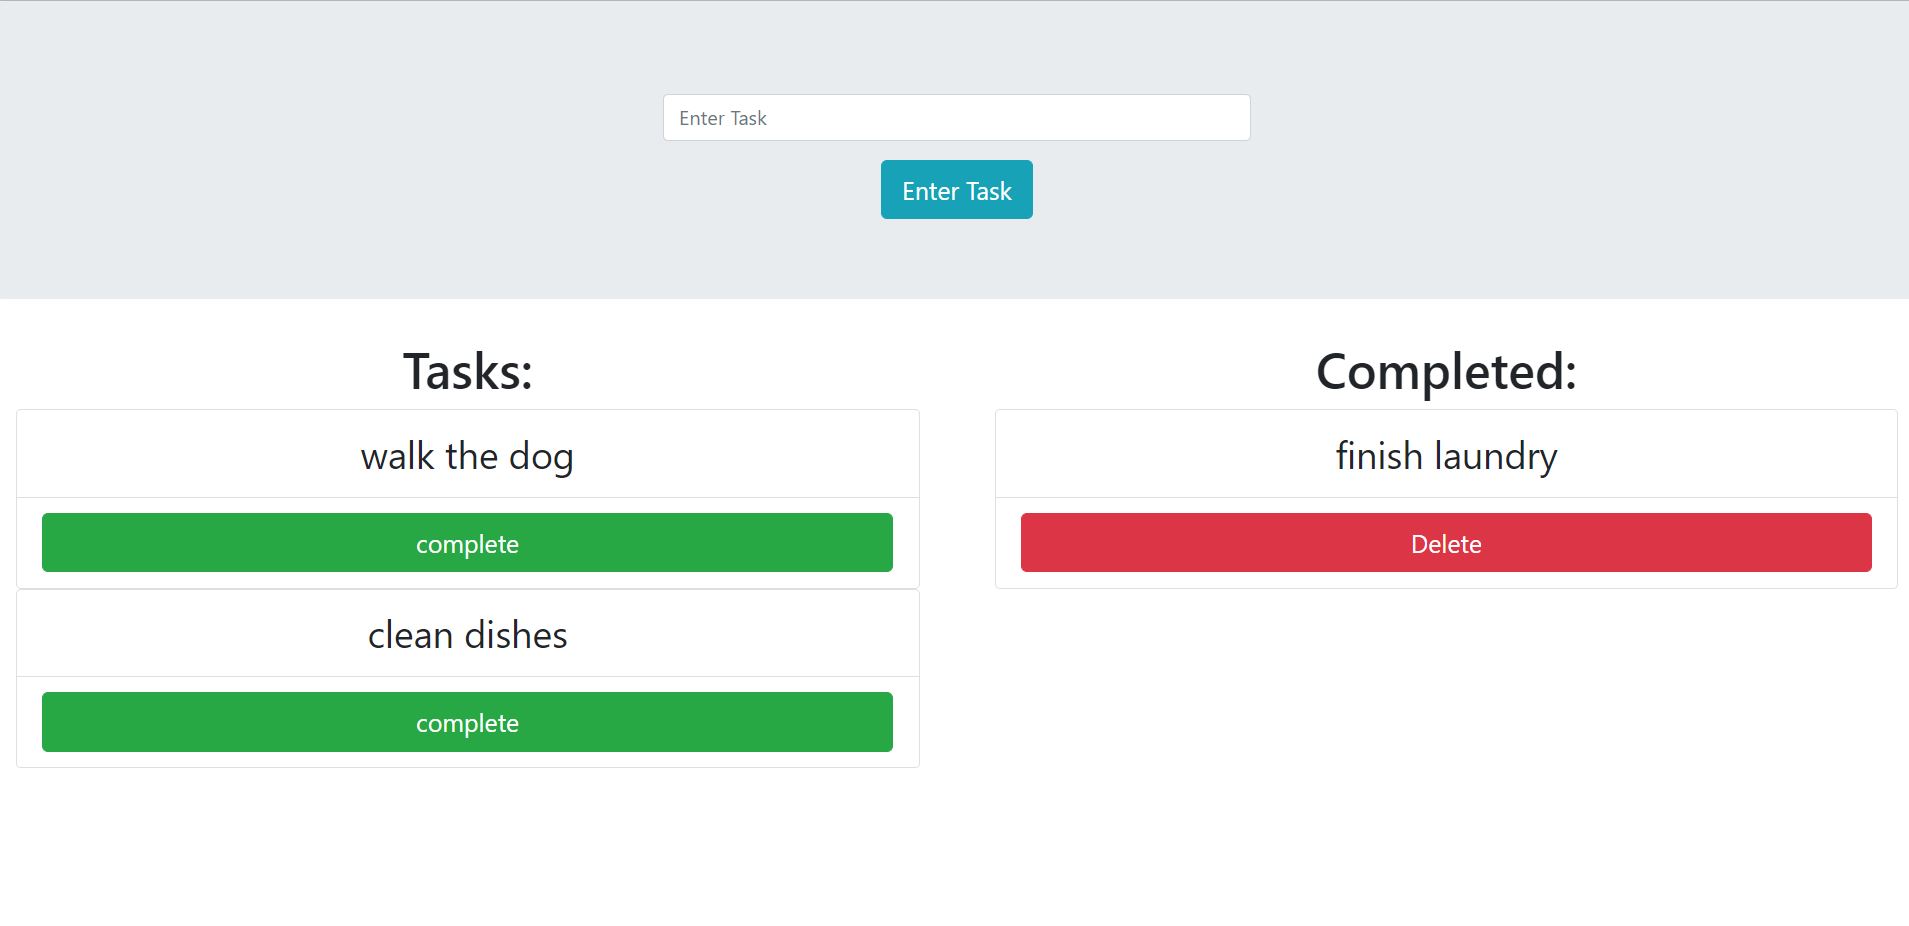 Enter Task
Enter Task
Tasks:
walk the dog
complete
clean dishes
complete
Completed:
finish laundry
Delete